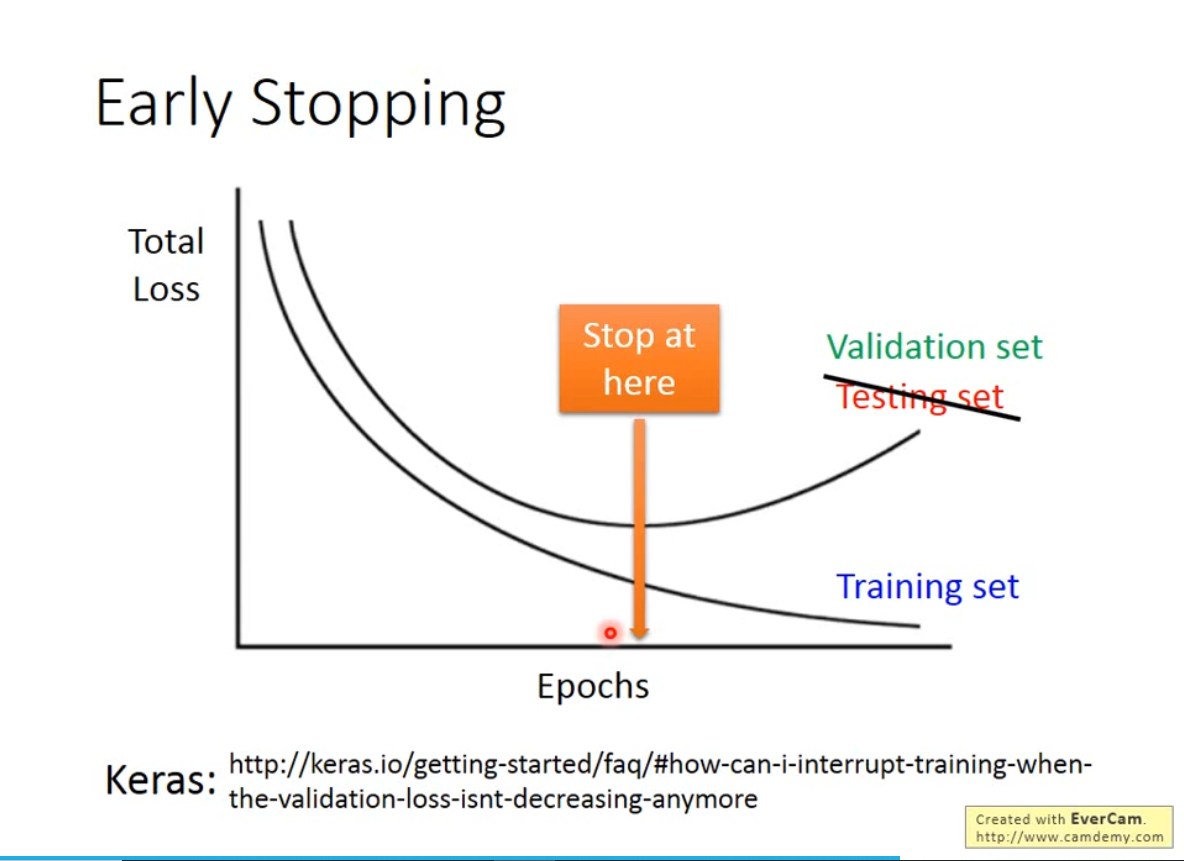 Early Stopping
Total
Loss
Stop at
here
Validation set
Testing set
Training set
Epochs
Keras:
http://keras.io/getting-started/faq/#how-can-i-interrupt-training-when-
the-validation-loss-isnt-decreasing-anymore
Created with EverCam.
http://www.camdemy.com